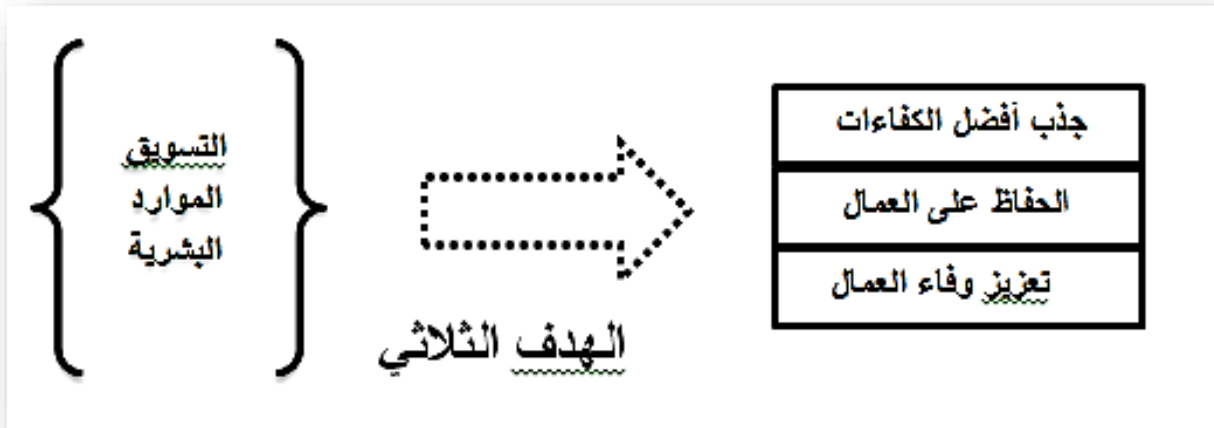 التسويق
الموارد
البشرية
الهدف الثلاثي
جذب أفضل الكفاءات
الحفاظ على العمال
تعزيز وفاء العمال